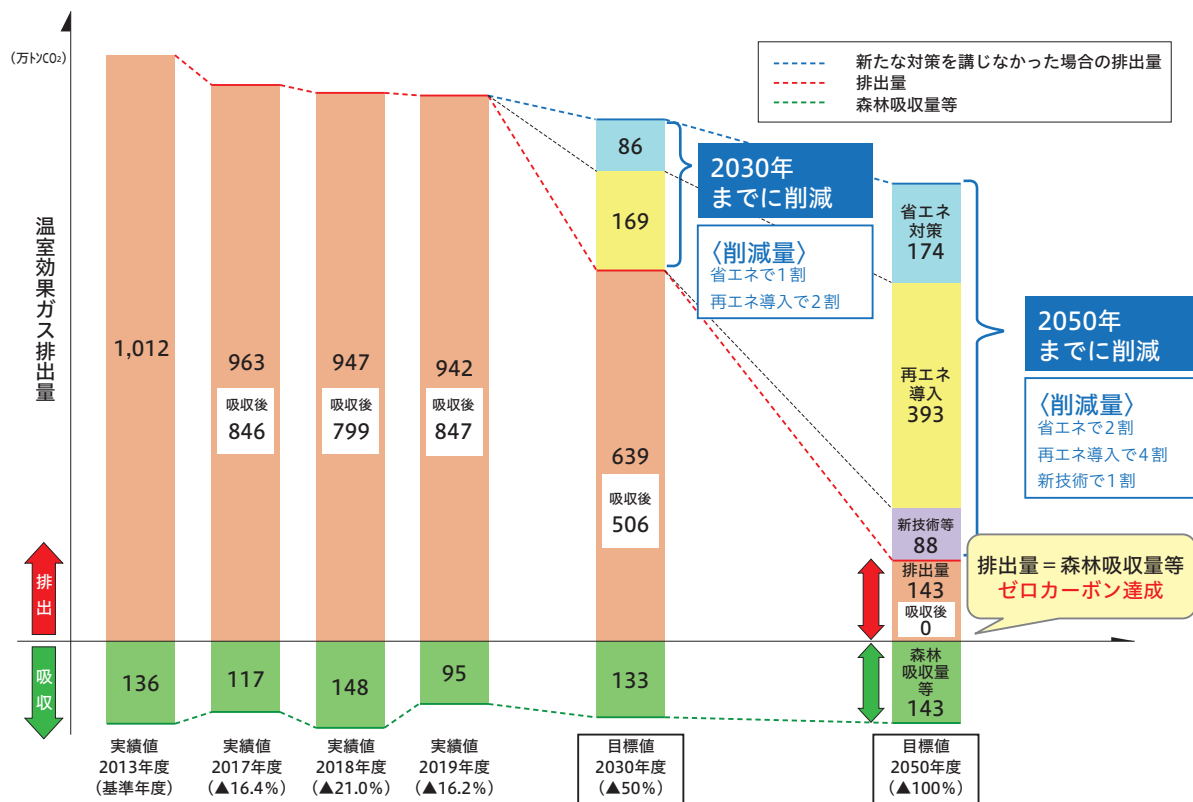 (万トンCO₂)
新たな対策を講じなかった場合の排出量
排出量
森林吸収量等
温室効果ガス排出量
排出
吸収
1,012
963
吸収後
846
947
吸収後
799
942
吸収後
847
86
169
639
吸収後
506
2030年
までに削減
〈削減量〉
省エネで1割
再エネ導入で2割
省エネ
対策
174
再エネ
導入
393
新技術等
88
排出量
143
吸収後
0
2050年
までに削減
〈削減量〉
省エネで2割
再エネ導入で4割
新技術で1割
排出量=森林吸収量等
ゼロカーボン達成
136
117
148
95
133
森林
吸収量
等
143
実績値
2013年度
(基準年度)
実績値
2017年度
(▲16.4%)
実績値
2018年度
(▲21.0%)
実績値
2019年度
(▲16.2%)
目標値
2030年度
(▲50%)
目標値
2050年度
(▲100%)